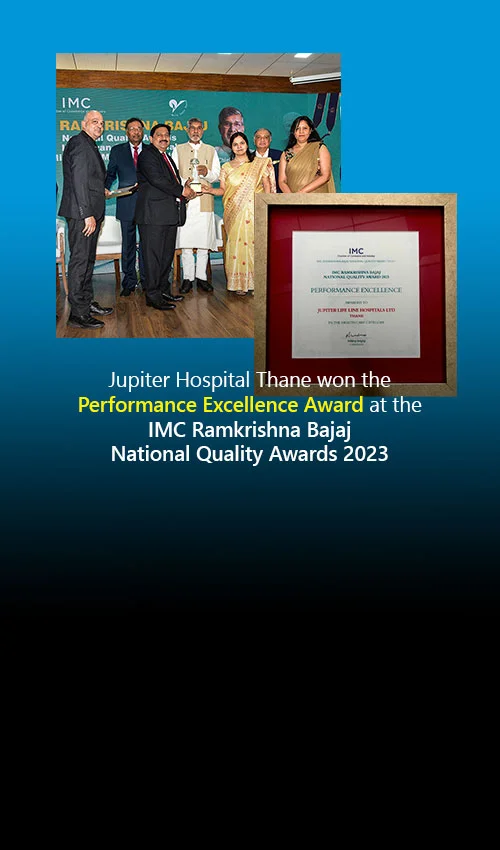 IMC
RAMKRISHNA BAJAJ
National Quality Awards
IMC
IMC RAMKRISHNA BAJAJ
NATIONAL QUALITY AWARD 2023
PERFORMANCE EXCELLENCE
AWARDED TO
JUPITER LIFE LINE HOSPITALS LTD
THANE
Jupiter Hospital Thane won the
Performance Excellence Award at the
IMC Ramkrishna Bajaj
National Quality Awards 2023